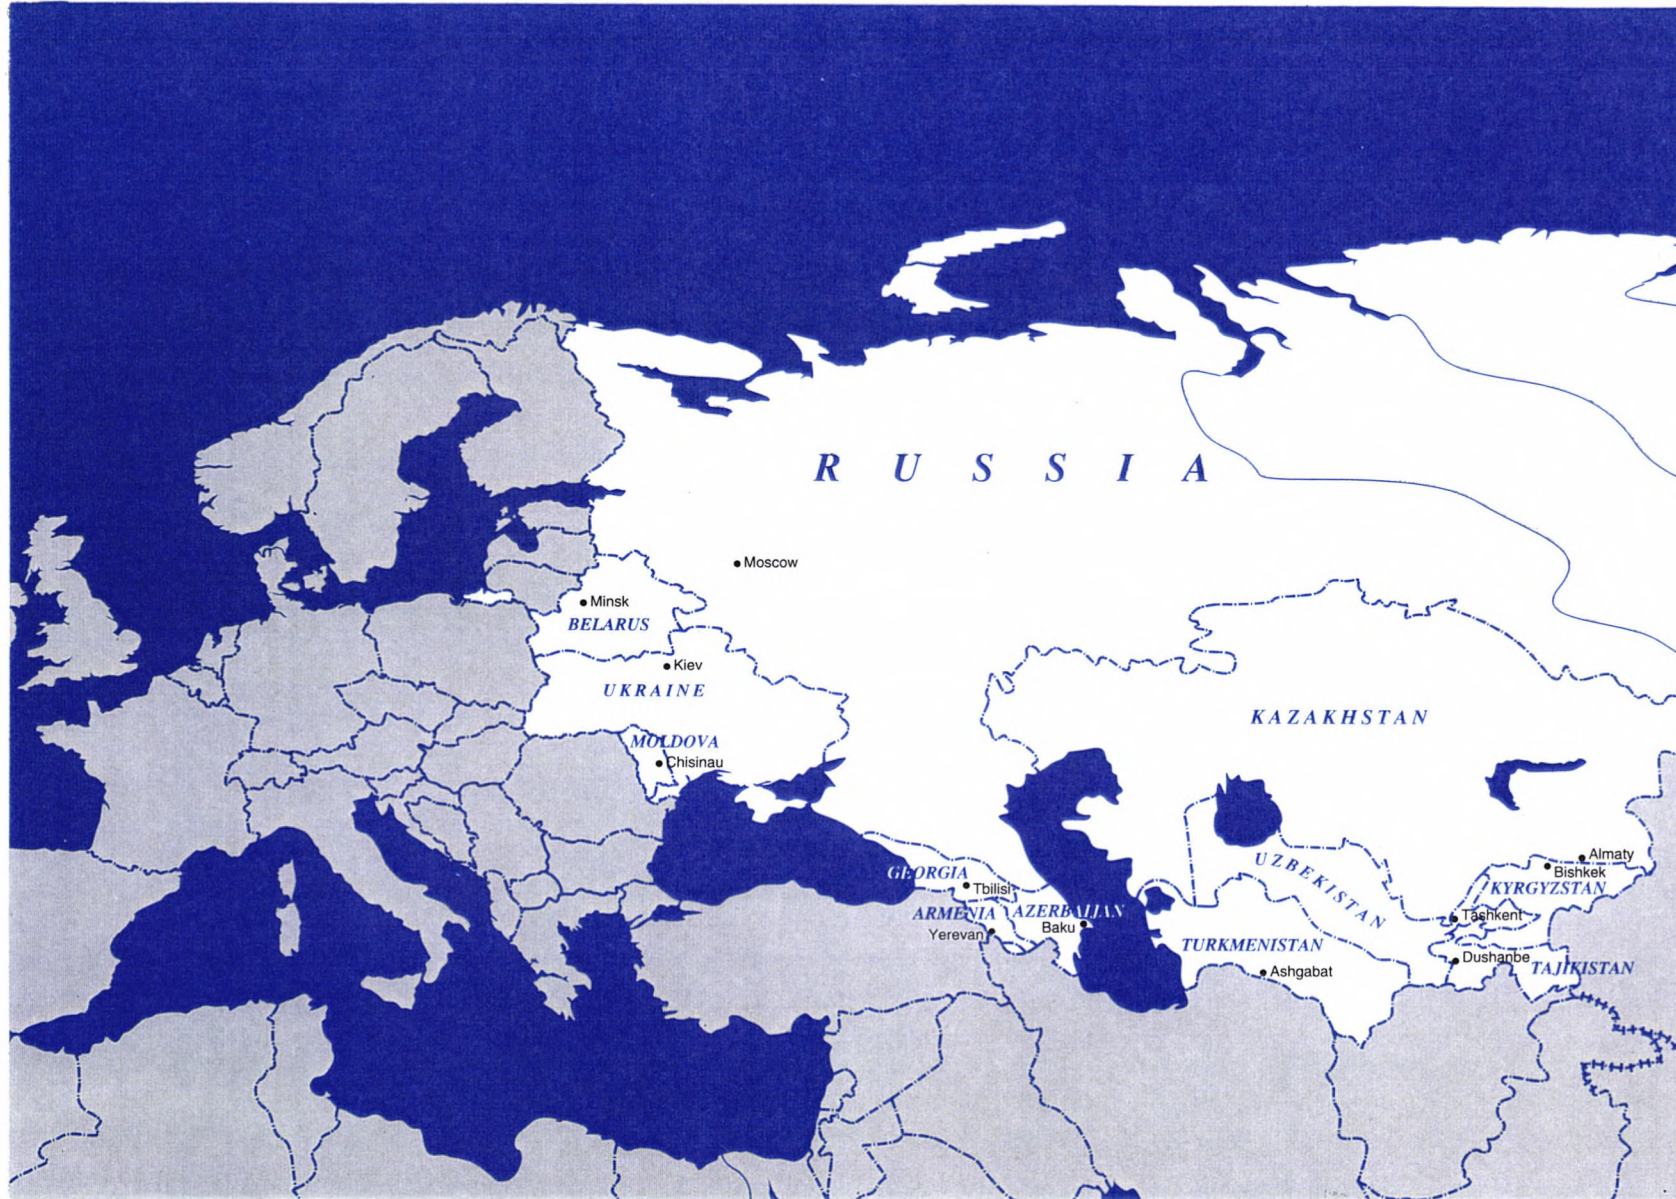 R U S S I A
Moscow
Minsk
BELARUS
Kiev
UKRAINE
KAZAKHSTAN
MOLDOVA
Chisinau
Almaty
Bishkek
GEORGIA
UZBEKISTAN
KYRGYZSTAN
Tbilisi
ARMENIA
AZERBAIJAN
Tashkent
Baku
Yerevan
TURKMENISTAN
Dushanbe
TAJIKISTAN
Ashgabat